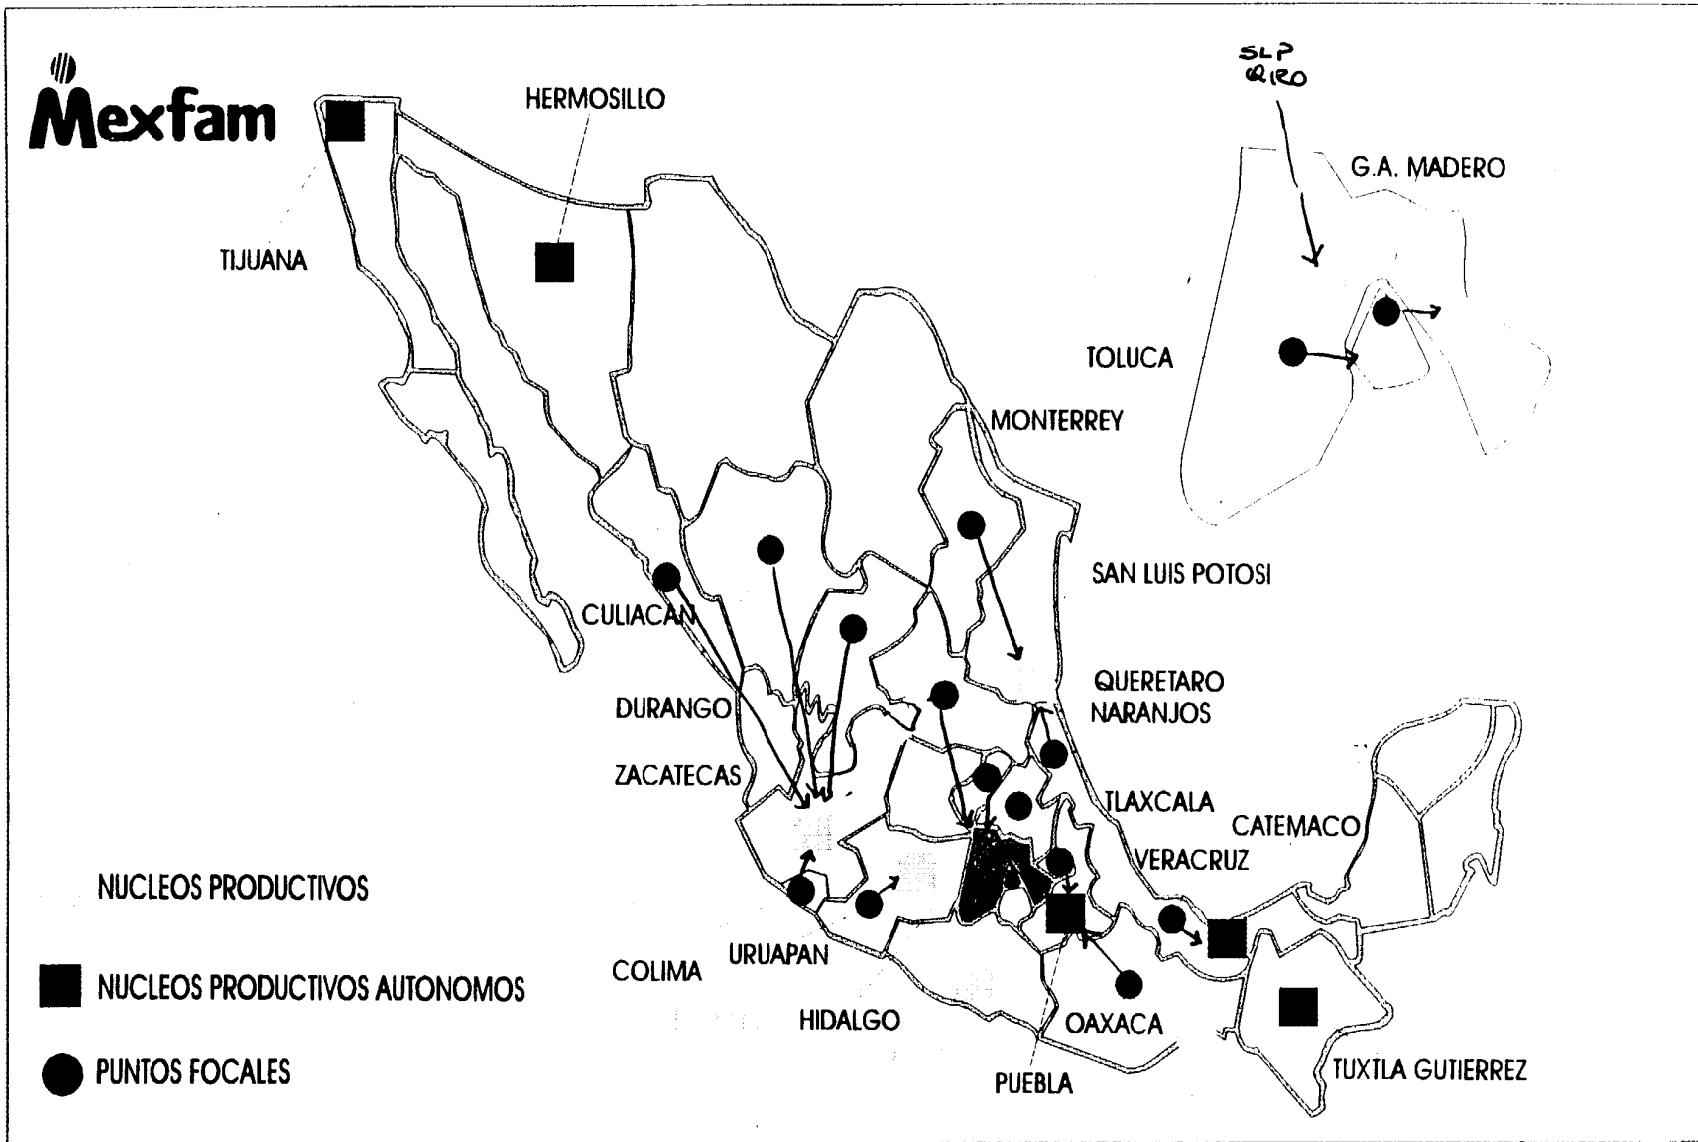 Mexfam
HERMOSILLO
SLP
QRO
G.A. MADERO
TIJUANA
TOLUCA
MONTERREY
SAN LUIS POTOSI
CULIACAN
QUERETARO
NARANJOS
DURANGO
ZACATECAS
TLAXCALA
CATEMACO
VERACRUZ
NUCLEOS PRODUCTIVOS
URUAPAN
COLIMA
NUCLEOS PRODUCTIVOS AUTONOMOS
HIDALGO
OAXACA
PUNTOS FOCALES
PUEBLA
TUXTLA GUTIERREZ